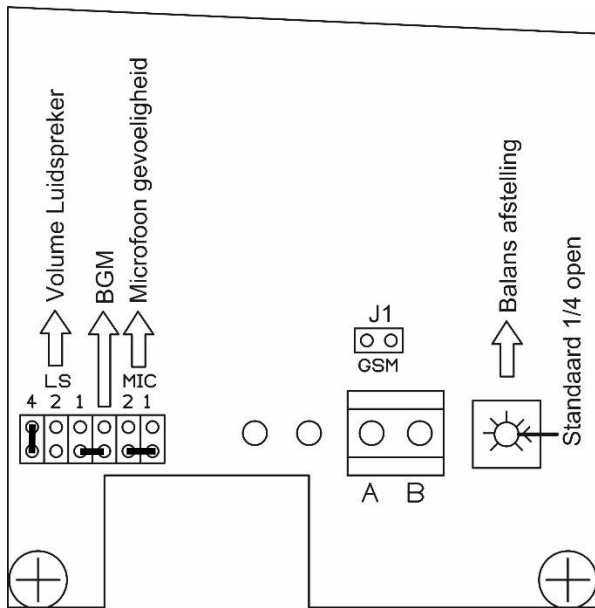 Volume Luidspreker
BGM
Microfoon gevoeligheid
Balans afstelling
Standaard 1/4 open
J1
GSM
LS
MIC
4 2 1 2 1
A B